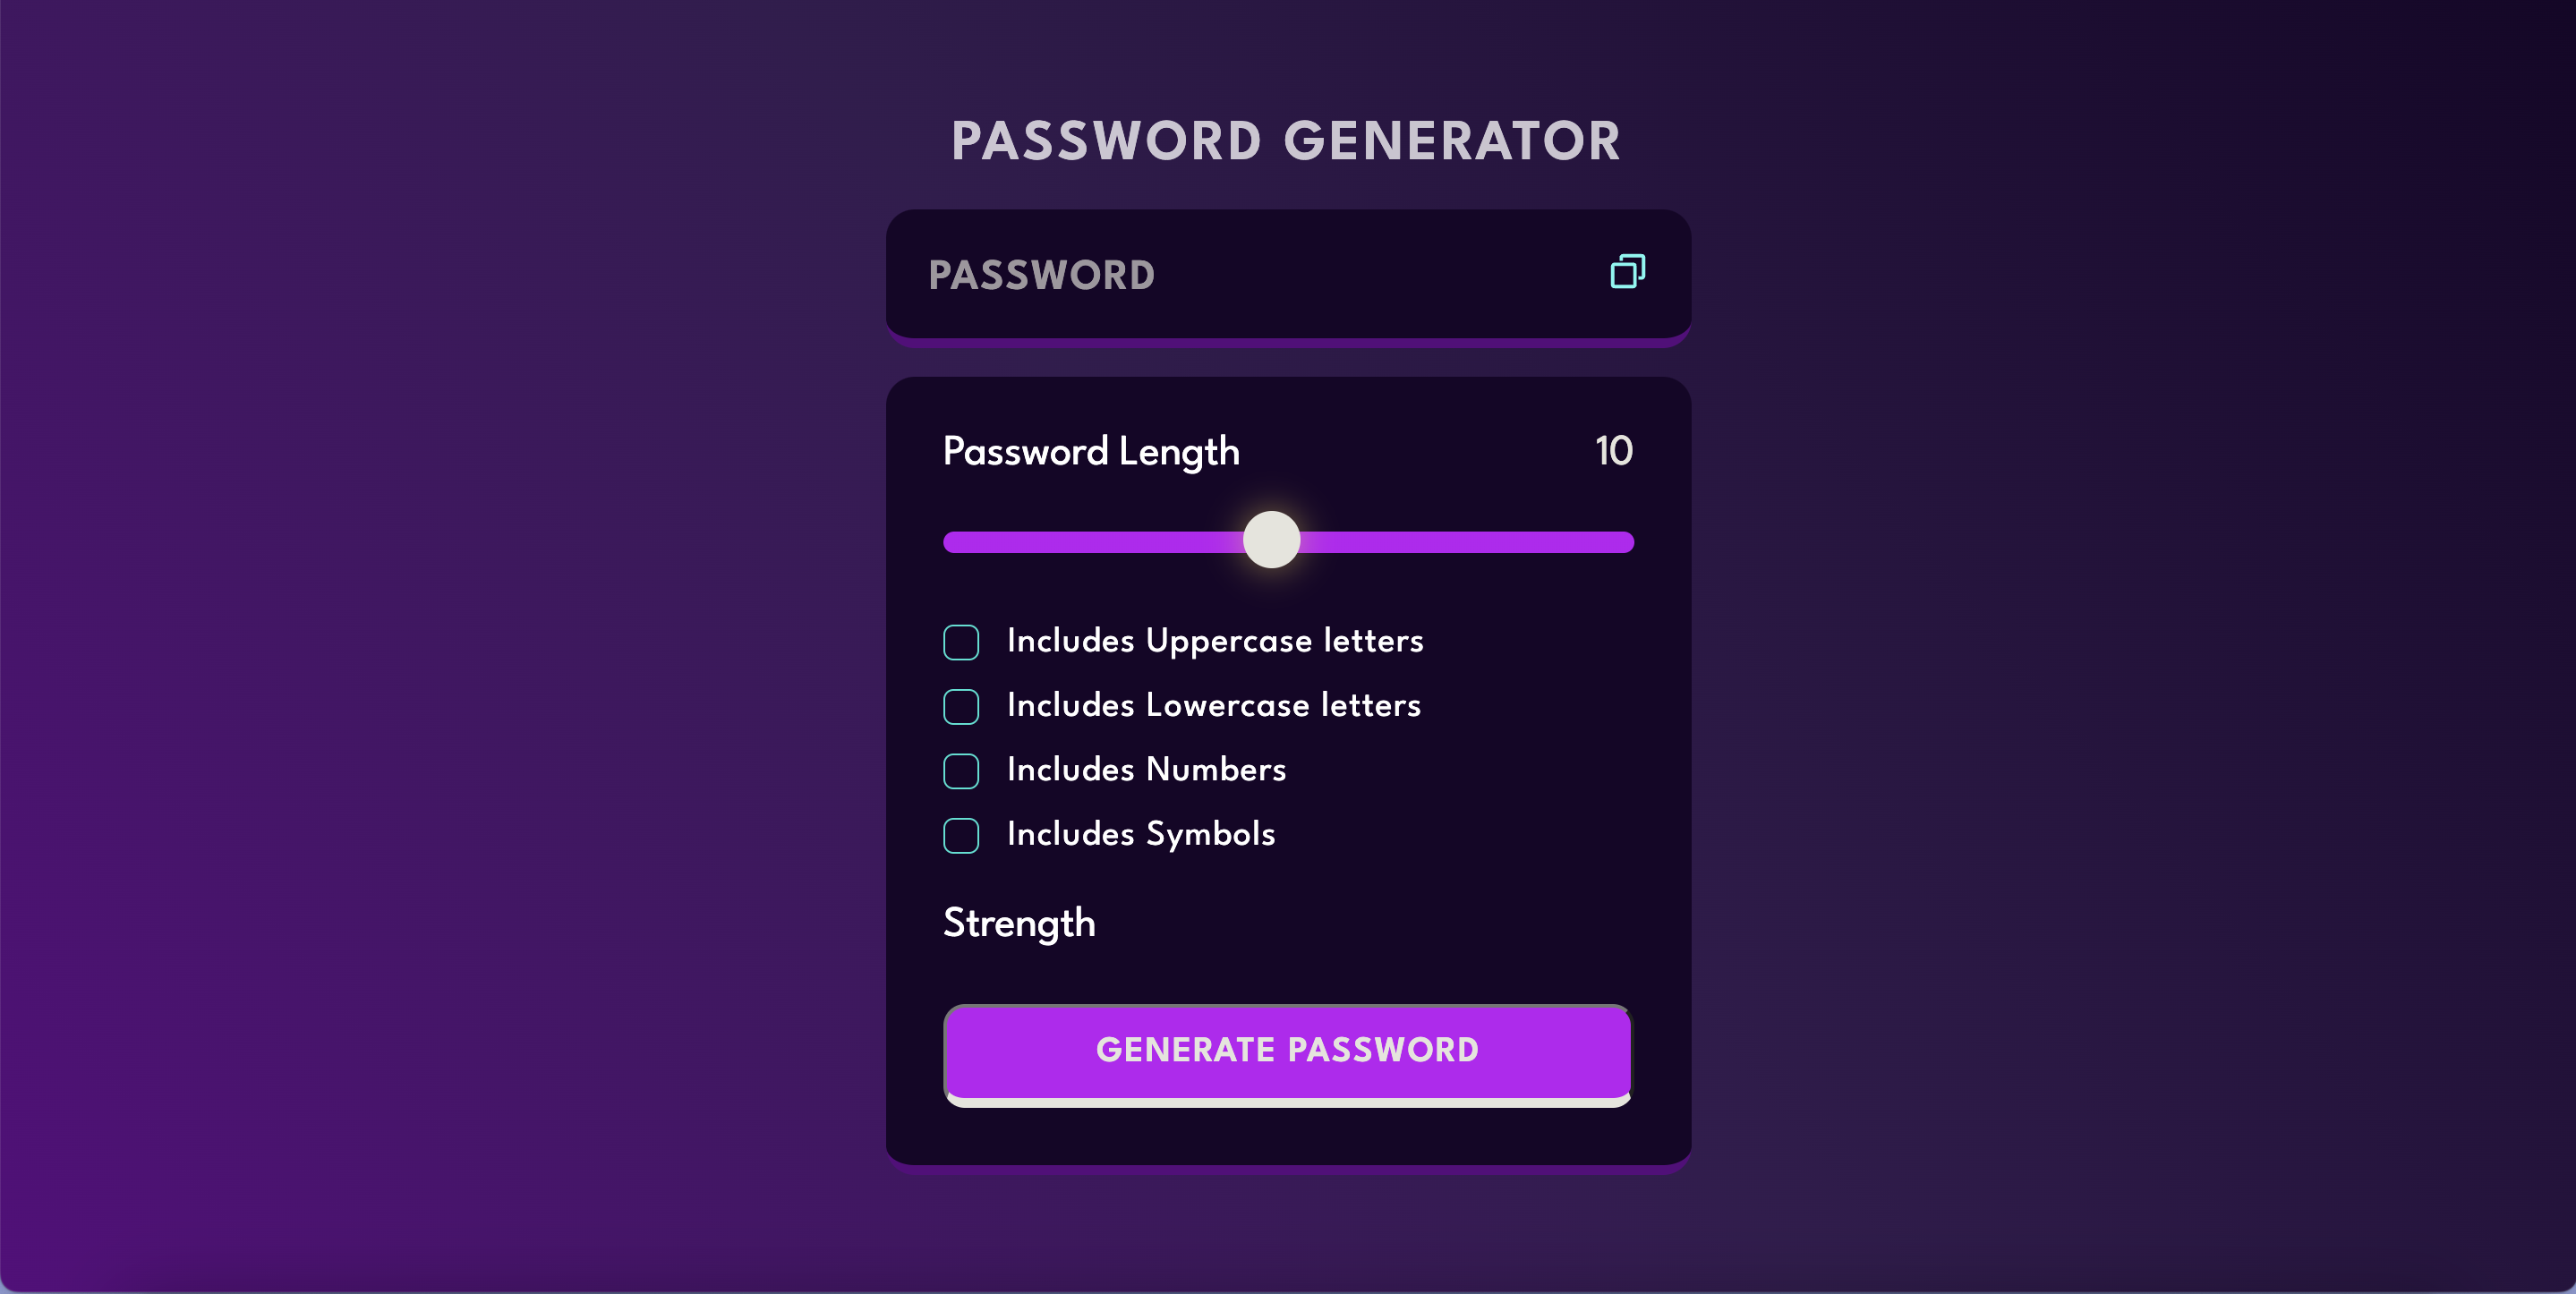 PASSWORD GENERATOR
PASSWORD
Password Length 10
Includes Uppercase letters
Includes Lowercase letters
Includes Numbers
Includes Symbols
Strength
GENERATE PASSWORD